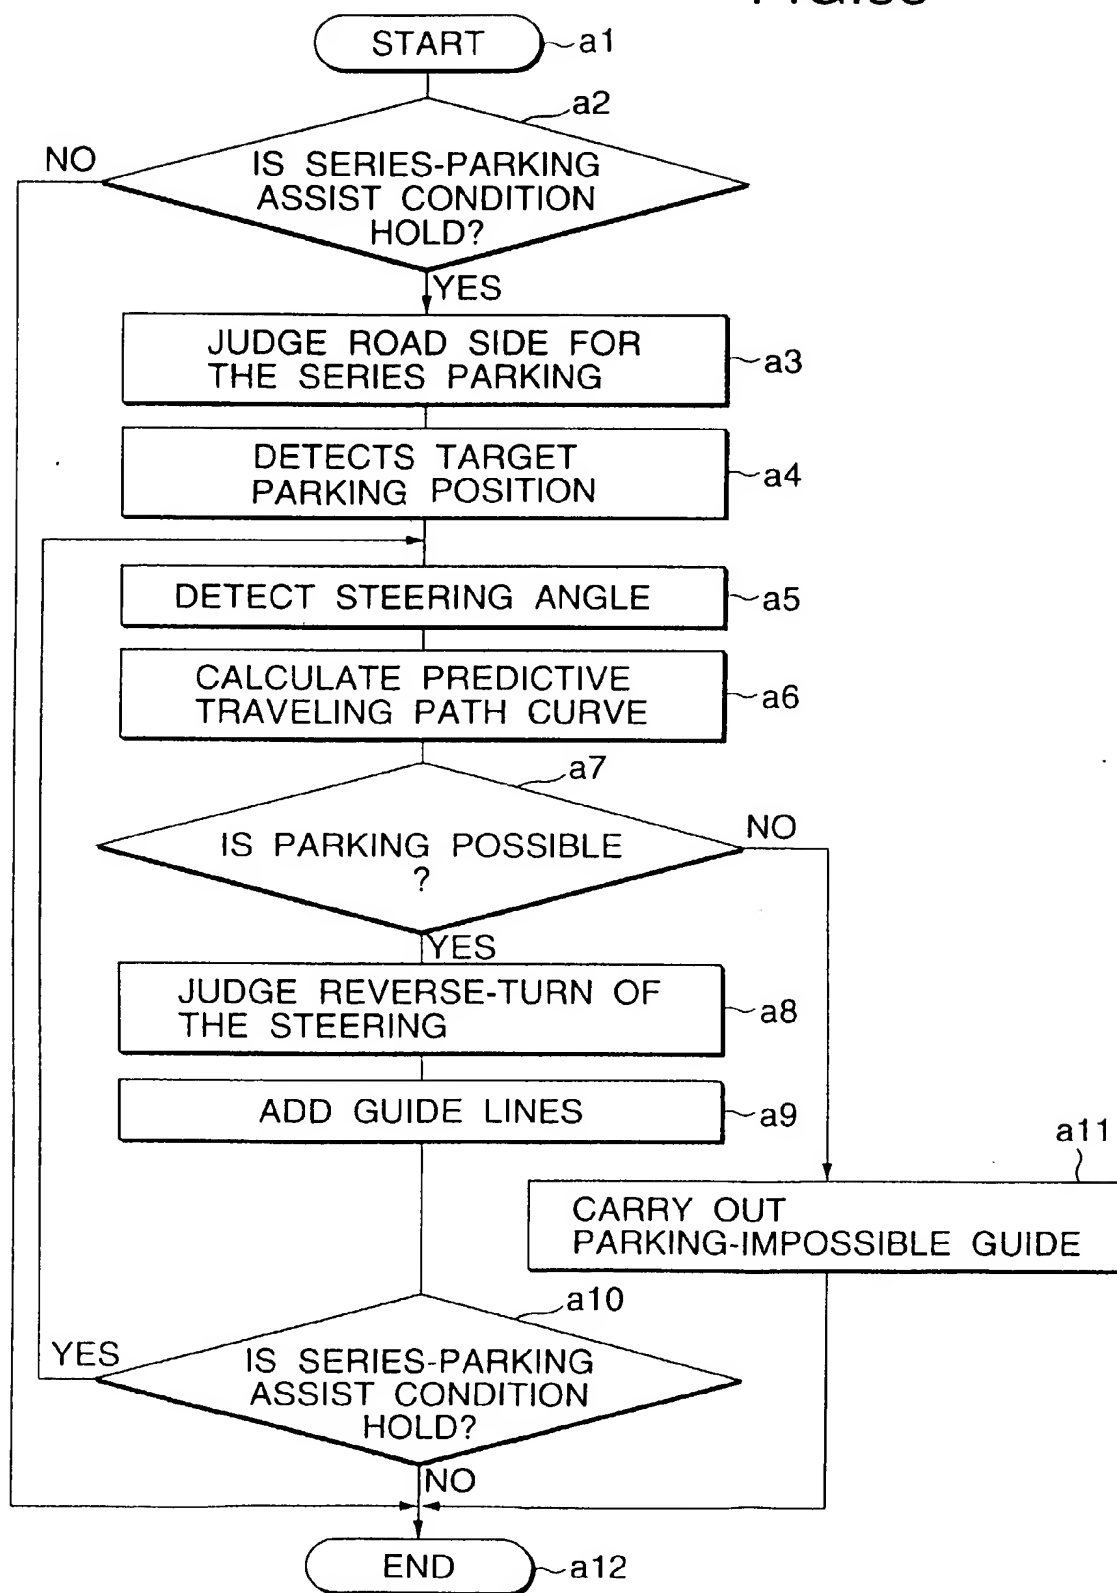 START
a1
a2
NO
IS SERIES-PARKING
ASSIST CONDITION
HOLD?
YES
JUDGE ROAD SIDE FOR
THE SERIES PARKING
a3
DETECTS TARGET
PARKING POSITION
a4
DETECT STEERING ANGLE
a5
CALCULATE PREDICTIVE
TRAVELING PATH CURVE
a6
a7
IS PARKING POSSIBLE
?
NO
YES
JUDGE REVERSE-TURN OF
THE STEERING
a8
ADD GUIDE LINES
a9
a11
CARRY OUT
PARKING-IMPOSSIBLE GUIDE
a10
YES
IS SERIES-PARKING
ASSIST CONDITION
HOLD?
NO
END
a12